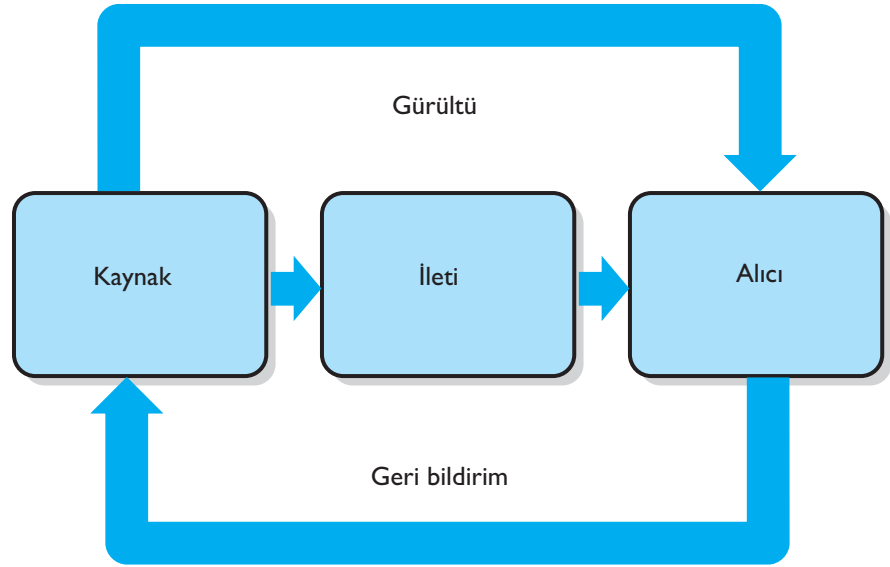 Gürültü
Kaynak
İleti
Alıcı
Geri bildirim